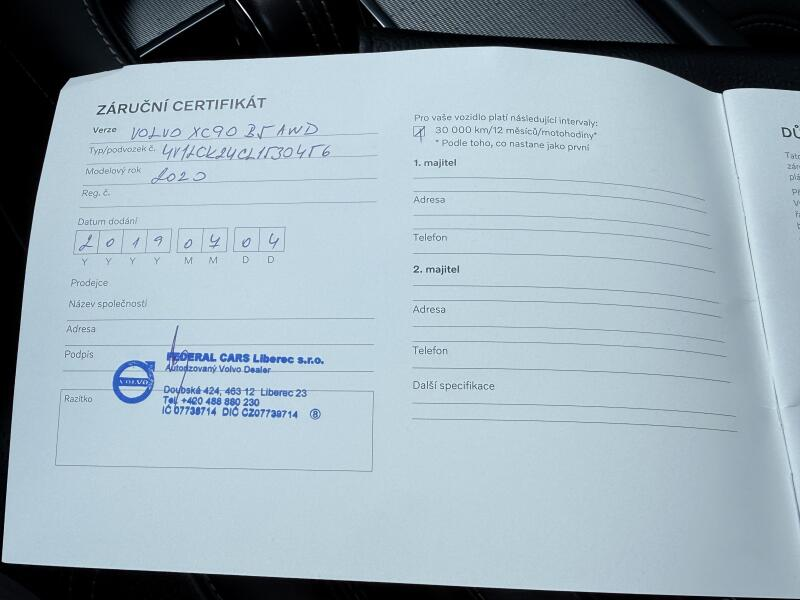 ZÁRUČNÍ CERTIFIKÁT
Verze VOLVO XC90 B5 AWD
Typ/podvozek č.
Modelový rok 2020
Reg. č.
Datum dodání
2 0 1 9 0 7 0 4
Y Y Y Y M M D D
Prodejce
Název společnosti
Adresa
Podpis
FEDERAL CARS Liberec s.r.o.
Autorizovaný Volvo Dealer
VOLVO
Doubská 424, 463 12 Liberec 23
Tel. +420 488 880 230
IČ 07738714 DIČ CZ07738714 8
Razítko
Pro vaše vozidlo platí následující intervaly:
30 000 km/12 měsíců/motohodiny*
* Podle toho, co nastane jako první
1. majitel
Adresa
Telefon
2. majitel
Adresa
Telefon
Další specifikace